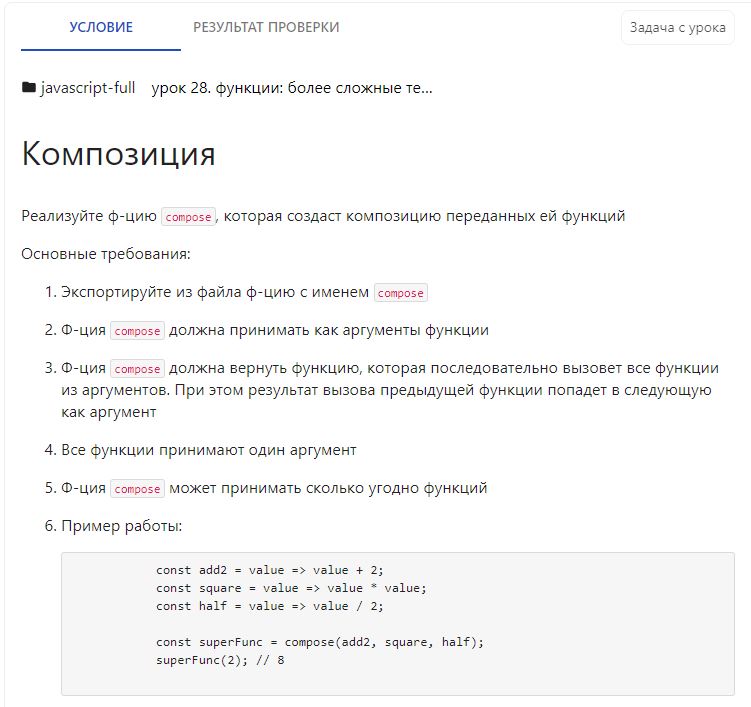 УСЛОВИЕ РЕЗУЛЬТАТ ПРОВЕРКИ Задача с урока
javascript-full урок 28. функции: более сложные те...
Композиция
Реализуйте ф-цию compose, которая создаст композицию переданных ей функций
Основные требования:
1. Экспортируйте из файла ф-цию с именем compose
2. Ф-ция compose должна принимать как аргументы функции
3. Ф-ция compose должна вернуть функцию, которая последовательно вызовет все функции
из аргументов. При этом результат вызова предыдущей функции попадет в следующую
как аргумент
4. Все функции принимают один аргумент
5. Ф-ция compose может принимать сколько угодно функций
6. Пример работы:
const add2 = value => value + 2;
const square = value => value * value;
const half = value => value / 2;
const superFunc = compose(add2, square, half);
superFunc(2); // 8